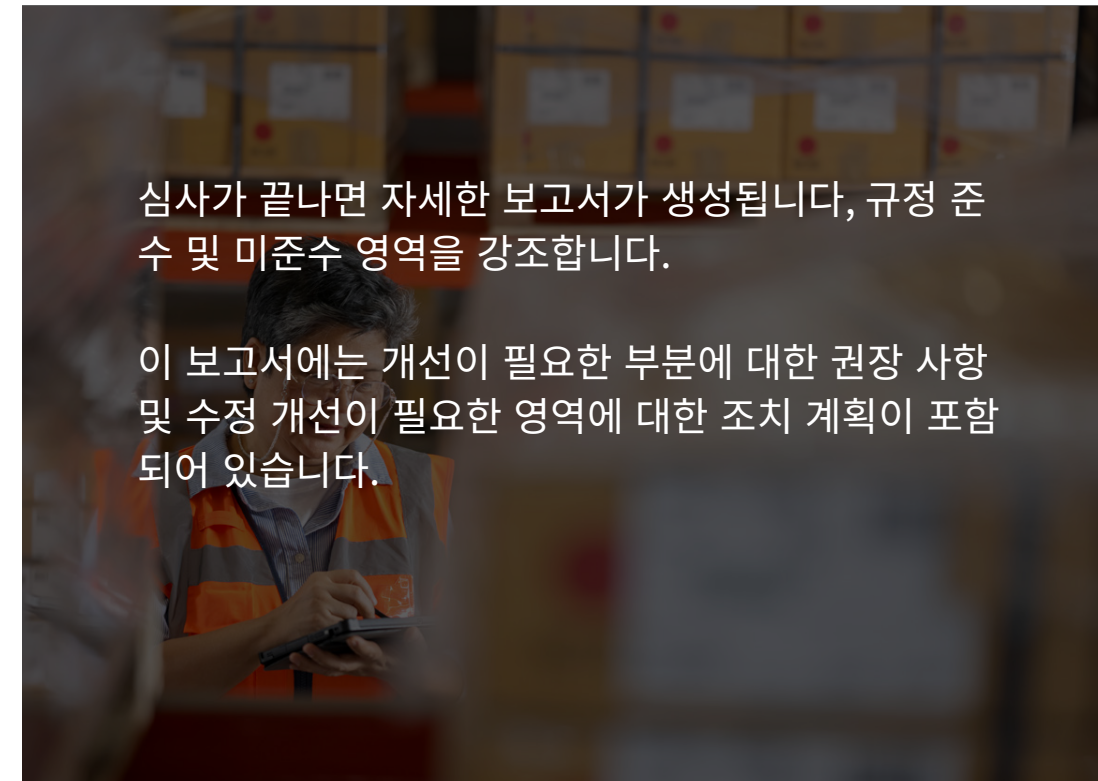 심사가 끝나면 자세한 보고서가 생성됩니다, 규정 준
수 및 미준수 영역을 강조합니다.
이 보고서에는 개선이 필요한 부분에 대한 권장 사항
및 수정 개선이 필요한 영역에 대한 조치 계획이 포함
되어 있습니다.